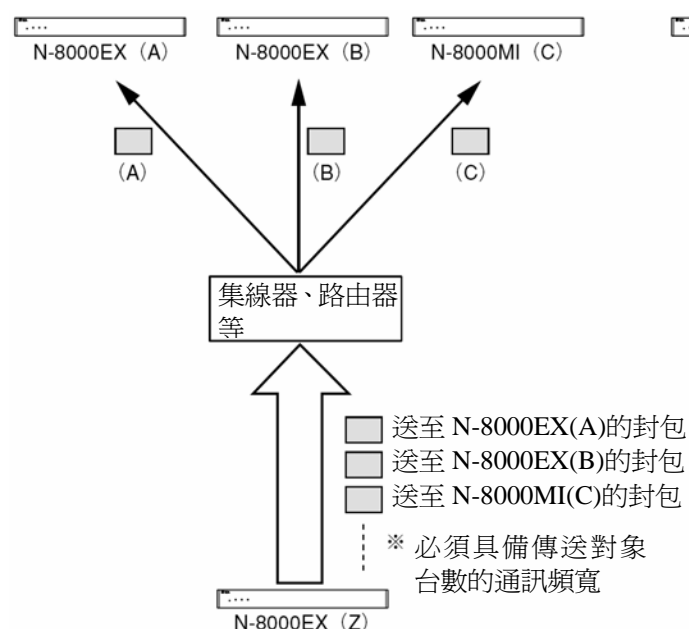 N-8000EX（A）
N-8000EX（B）
N-8000MI（C）
（A）
（B）
（C）
集線器、路由器
等
送至 N-8000EX(A)的封包
送至 N-8000EX(B)的封包
送至 N-8000MI(C)的封包
※ 必須具備傳送對象
台數的通訊頻寬
N-8000EX（Z）